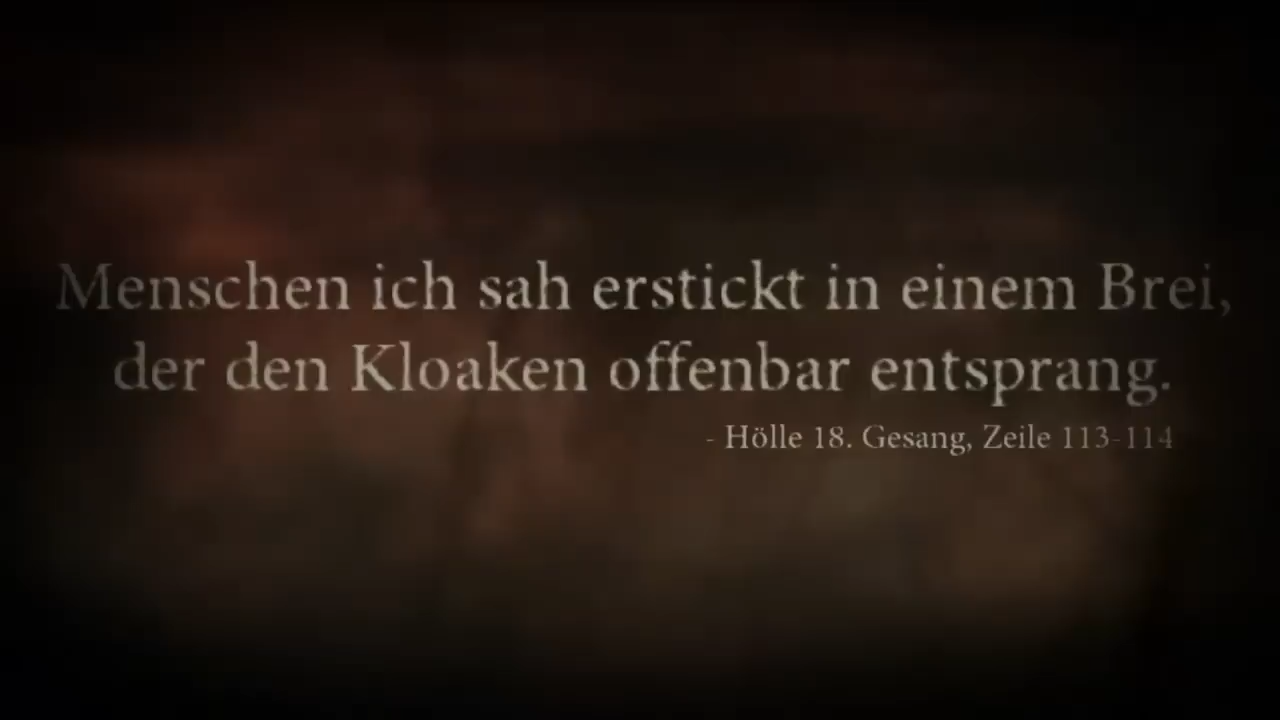 Menschen ich sah erstickt in einem Brei,
der den Kloaken offenbar entsprang.
- Hölle 18. Gesang, Zeile 113-114